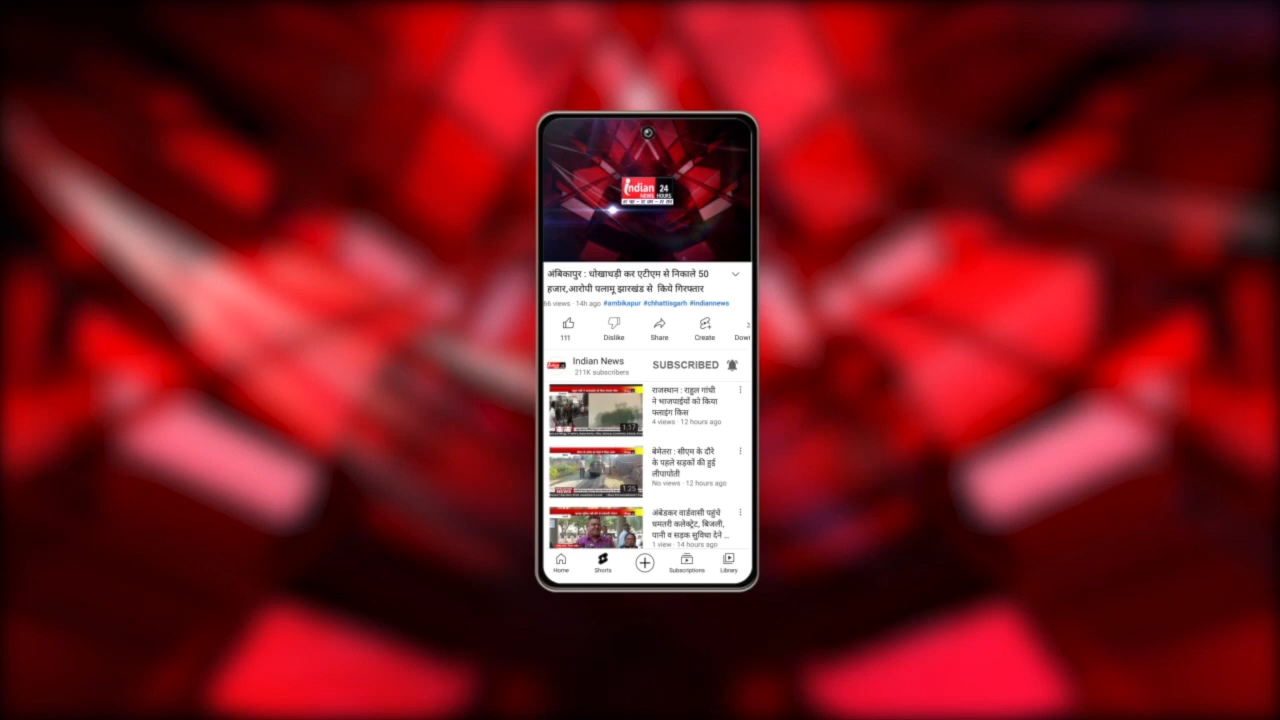 indian 24
NEWS HOURS
अंबिकापुर : धोखाधड़ी कर एटीएम से निकाले 50
हजार,आरोपी पलामू झारखंड से किये गिरफ्तार
66 views · 14h ago #ambikapur #chhattisgarh #indiannews
111 Dislike Share Create Down
Indian News
SUBSCRIBED
211K subscribers
राजस्थान : राहुल गांधी
ने भाजपाईयों को किया
फ्लाइंग किस
4 views · 12 hours ago
1:17
बेमेतरा : सीएम के दौरे
के पहले सड़कों की हुई
लीपापोती
No views · 12 hours ago
1:25
अंबेडकर वार्डवासी पहुंचे
धमतरी कलेक्ट्रेट, बिजली,
पानी व सड़क सुविधा देने ...
1 view · 14 hours ago
Home Shorts Subscriptions Library